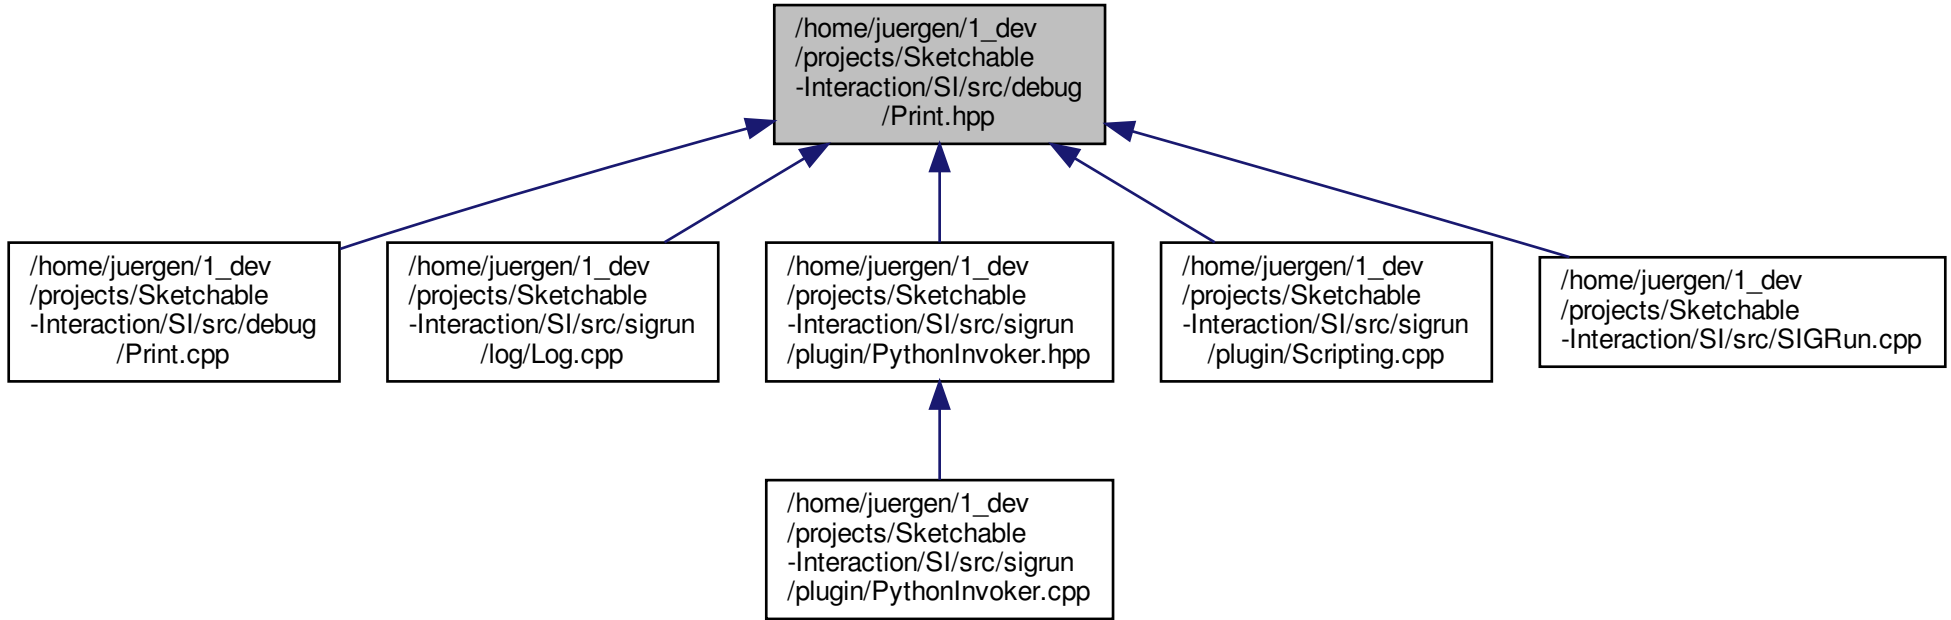 /home/juergen/1_dev
/projects/Sketchable
-Interaction/SI/src/debug
/Print.hpp
/home/juergen/1_dev
/projects/Sketchable
-Interaction/SI/src/debug
/Print.cpp
/home/juergen/1_dev
/projects/Sketchable
-Interaction/SI/src/sigrun
/log/Log.cpp
/home/juergen/1_dev
/projects/Sketchable
-Interaction/SI/src/sigrun
/plugin/PythonInvoker.hpp
/home/juergen/1_dev
/projects/Sketchable
-Interaction/SI/src/sigrun
/plugin/Scripting.cpp
/home/juergen/1_dev
/projects/Sketchable
-Interaction/SI/src/SIGRun.cpp
/home/juergen/1_dev
/projects/Sketchable
-Interaction/SI/src/sigrun
/plugin/PythonInvoker.cpp